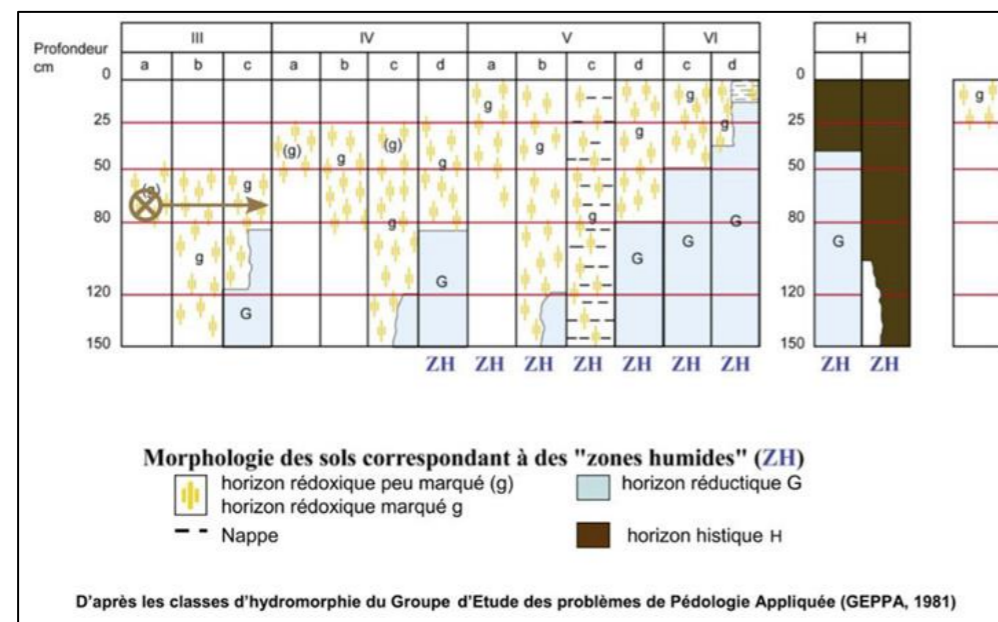 III IV V VI H
Profondeur
cm
a b c a b c d a b c d c d
0 0
g g
g
(g) g (g) g g g g
25 25
50 50
(g) g g
80 80
g g g G G G G
G
120 120
G
150 150
ZH ZH ZH ZH ZH ZH ZH ZH ZH
Morphologie des sols correspondant à des "zones humides" (ZH)
horizon rédoxique peu marqué (g) horizon réductique G
horizon rédoxique marqué g
Nappe horizon histique H
D'après les classes d'hydromorphie du Groupe d'Etude des problèmes de Pédologie Appliquée (GEPPA, 1981)